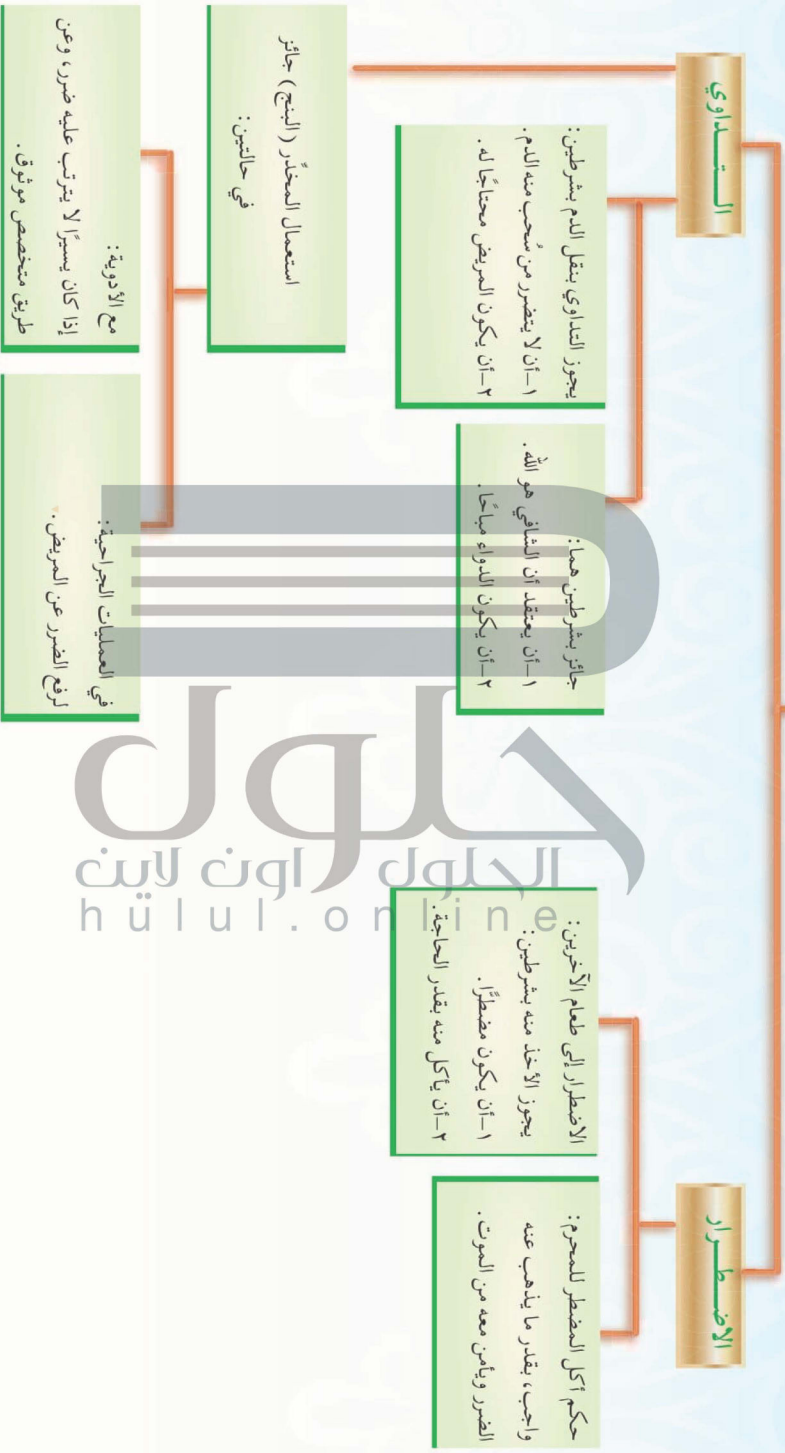 الاضطرار
حكم أكل المضطر للمحرم:
واجب، بقدر ما يذهب عنه
الضرر ويأمن معه من الموت.
الاضطرار إلى طعام الآخرين:
يجوز الأخذ منه بشرطين:
١-أن يكون مضطرًا.
٢-أن يأكل منه بقدر الحاجة.
التداوي
جائز بشرطين هما:
١-أن يعتقد أن الشافي هو الله.
٢-أن يكون الدواء مباحًا.
يجوز التداوي بنقل الدم بشرطين:
١-أن لا يتضرر من سُحب منه الدم.
٢-أن يكون المريض محتاجًا له.
استعمال المخدَّر (البنج) جائز
في حالتين:
في العمليات الجراحية:
لرفع الضرر عن المريض.
مع الأدوية:
إذا كان يسيرًا لا يترتب عليه ضرر، وعن
طريق متخصص موثوق.
حلول
الحلول اون لاين
hulul.online